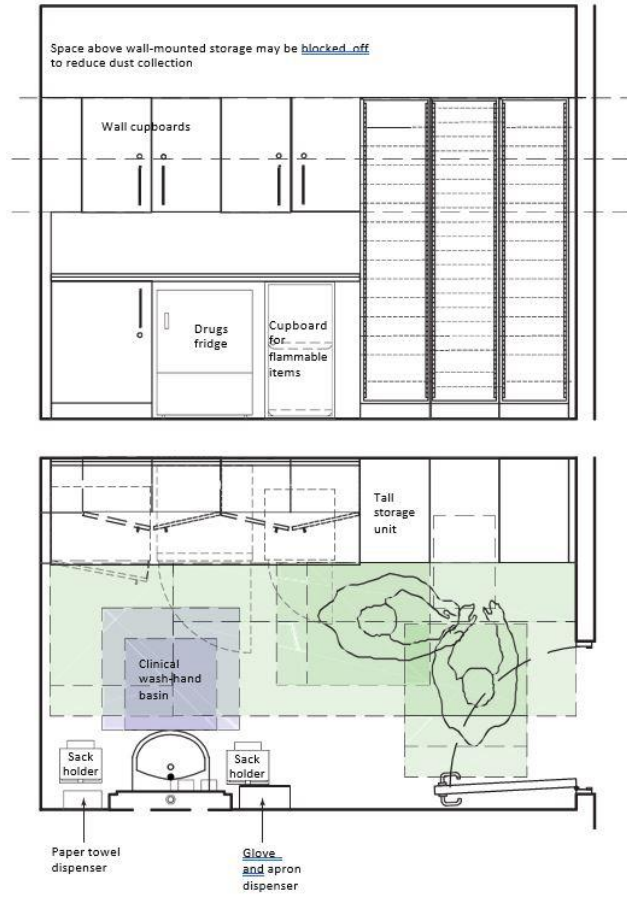 Space above wall-mounted storage may be blocked off
to reduce dust collection
Wall cupboards
Drugs
fridge
Cupboard
for
flammable
items
Tall
storage
unit
Clinical
wash-hand
basin
Sack
holder
Sack
holder
Paper towel
dispenser
Glove
and apron
dispenser